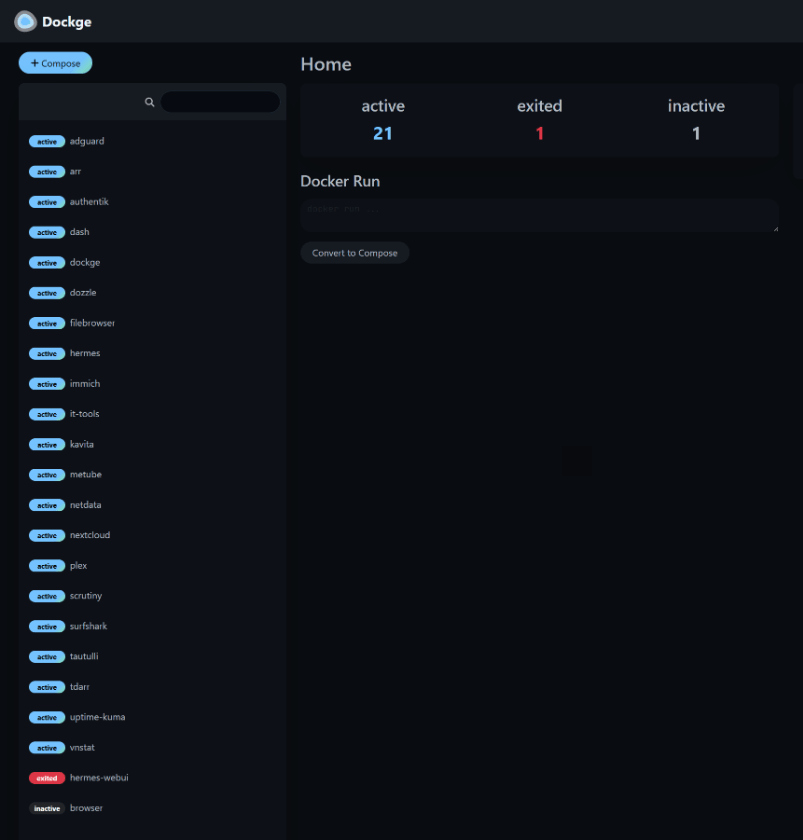 Dockge
+ Compose
Home
active exited inactive
21 1 1
Docker Run
docker run ...
Convert to Compose
active adguard
active arr
active authentik
active dash
active dockge
active dozzle
active filebrowser
active hermes
active immich
active it-tools
active kavita
active metube
active netdata
active nextcloud
active plex
active scrutiny
active surfshark
active tautulli
active tdarr
active uptime-kuma
active vnstat
exited hermes-webui
inactive browser